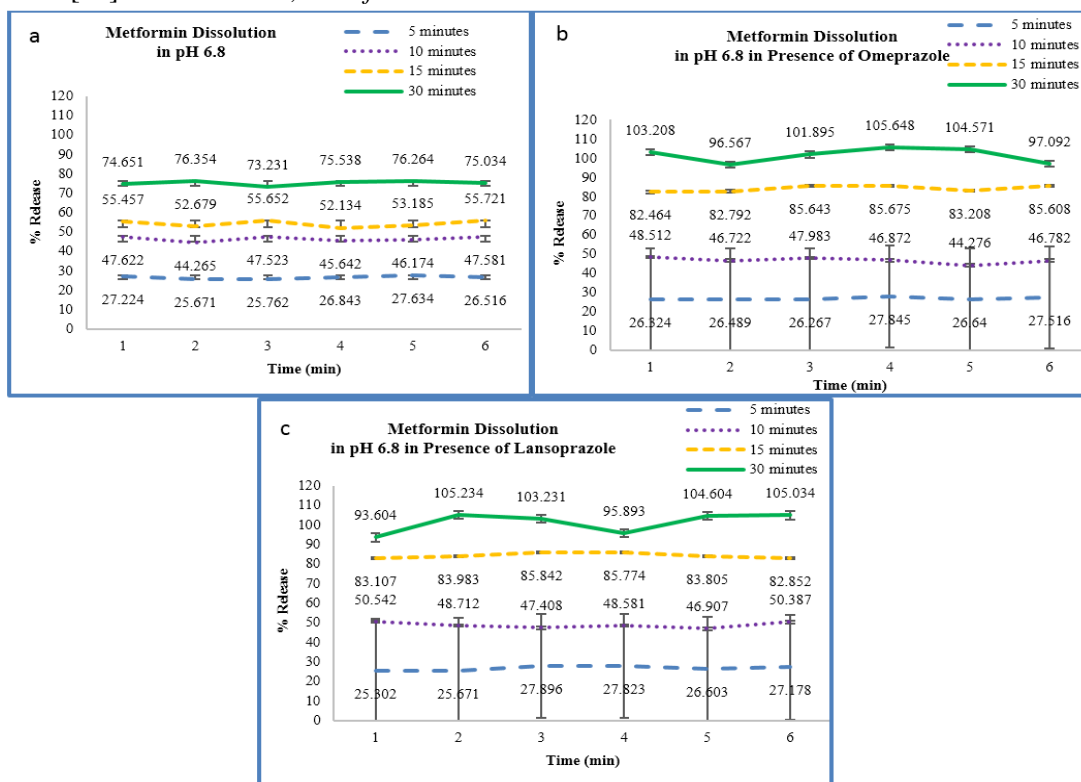 a
Metformin Dissolution
in pH 6.8
5 minutes
10 minutes
15 minutes
30 minutes
% Release
120
110
100
90
80
70
60
50
40
30
20
10
0
74.651 76.354 73.231 75.538 76.264 75.034
55.457 52.679 55.652 52.134 53.185 55.721
47.622 44.265 47.523 45.642 46.174 47.581
27.224 25.671 25.762 26.843 27.634 26.516
1 2 3 4 5 6
Time (min)
b
Metformin Dissolution
in pH 6.8 in Presence of Omeprazole
5 minutes
10 minutes
15 minutes
30 minutes
% Release
120
110
100
90
80
70
60
50
40
30
20
10
0
103.208 96.567 101.895 105.648 104.571 97.092
82.464 82.792 85.643 85.675 83.208 85.608
48.512 46.722 47.983 46.872 44.276 46.782
26.324 26.489 26.267 27.845 26.64 27.516
1 2 3 4 5 6
Time (min)
c
Metformin Dissolution
in pH 6.8 in Presence of Lansoprazole
5 minutes
10 minutes
15 minutes
30 minutes
% Release
120
110
100
90
80
70
60
50
40
30
20
10
0
93.604 105.234 103.231 95.893 104.604 105.034
83.107 83.983 85.842 85.774 83.805 82.852
50.542 48.712 47.408 48.581 46.907 50.387
25.302 25.671 27.896 27.823 26.603 27.178
1 2 3 4 5 6
Time (min)